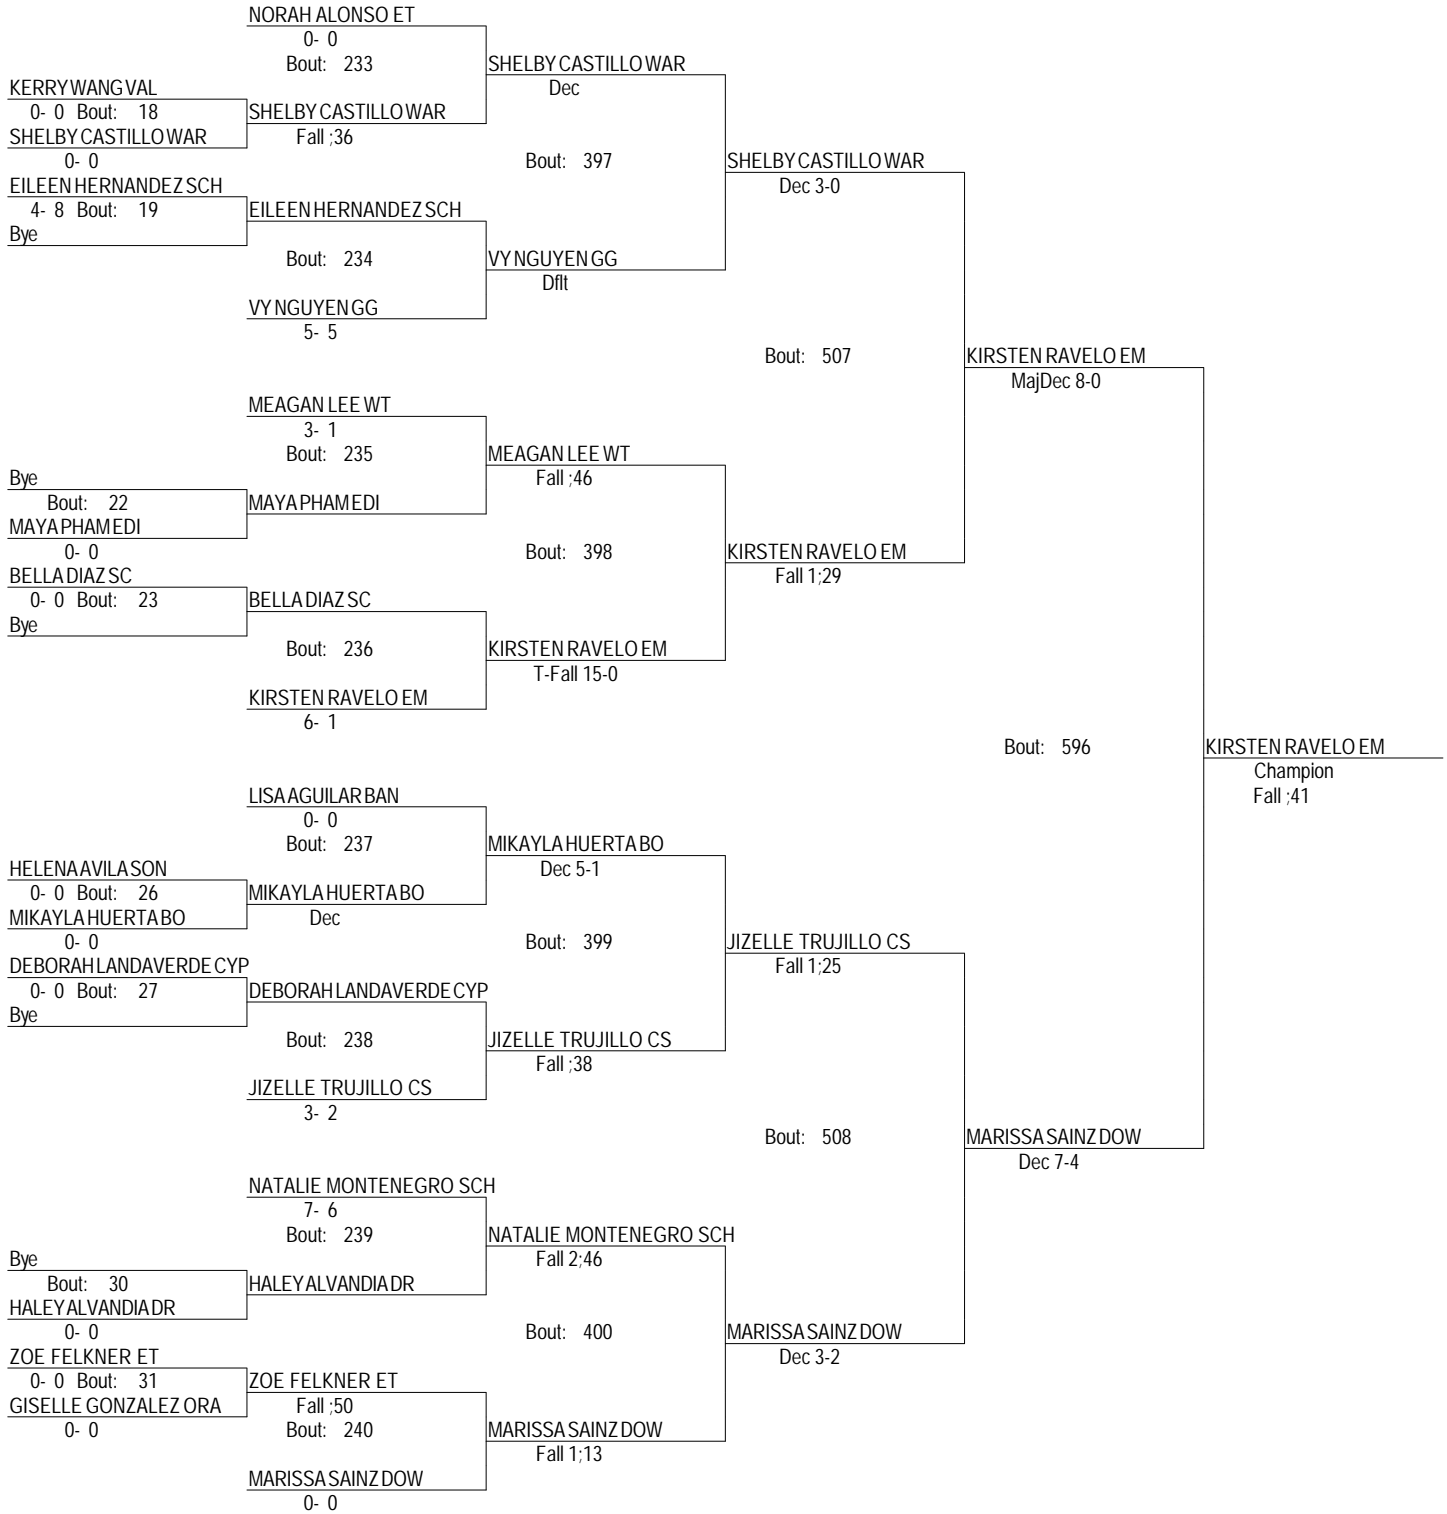 NORAH ALONSO ET
0- 0
Bout: 233
SHELBY CASTILLO WAR
Dec
KERRY WANG VAL
0- 0 Bout: 18
SHELBY CASTILLO WAR
SHELBY CASTILLO WAR
Fall ;36
0- 0
Bout: 397
SHELBY CASTILLO WAR
Dec 3-0
EILEEN HERNANDEZ SCH
4- 8 Bout: 19
EILEEN HERNANDEZ SCH
Bye
Bout: 234
VY NGUYEN GG
Dflt
VY NGUYEN GG
5- 5
Bout: 507
KIRSTEN RAVELO EM
MajDec 8-0
MEAGAN LEE WT
3- 1
Bout: 235
MEAGAN LEE WT
Fall ;46
Bye
Bout: 22
MAYA PHAM EDI
MAYA PHAM EDI
0- 0
Bout: 398
KIRSTEN RAVELO EM
Fall 1;29
BELLA DIAZ SC
0- 0 Bout: 23
BELLA DIAZ SC
Bye
Bout: 236
KIRSTEN RAVELO EM
T-Fall 15-0
KIRSTEN RAVELO EM
6- 1
Bout: 596
KIRSTEN RAVELO EM
Champion
Fall ;41
LISA AGUILAR BAN
0- 0
Bout: 237
MIKAYLA HUERTA BO
Dec 5-1
HELENA AVILA SON
0- 0 Bout: 26
MIKAYLA HUERTA BO
MIKAYLA HUERTA BO
Dec
0- 0
Bout: 399
JIZELLE TRUJILLO CS
Fall 1;25
DEBORAH LANDAVERDE CYP
0- 0 Bout: 27
DEBORAH LANDAVERDE CYP
Bye
Bout: 238
JIZELLE TRUJILLO CS
Fall ;38
JIZELLE TRUJILLO CS
3- 2
Bout: 508
MARISSA SAINZ DOW
Dec 7-4
NATALIE MONTENEGRO SCH
7- 6
Bout: 239
NATALIE MONTENEGRO SCH
Fall 2;46
Bye
Bout: 30
HALEY ALVANDIA DR
HALEY ALVANDIA DR
0- 0
Bout: 400
MARISSA SAINZ DOW
Dec 3-2
ZOE FELKNER ET
0- 0 Bout: 31
ZOE FELKNER ET
Fall ;50
GISELLE GONZALEZ ORA
0- 0
Bout: 240
MARISSA SAINZ DOW
Fall 1;13
MARISSA SAINZ DOW
0- 0